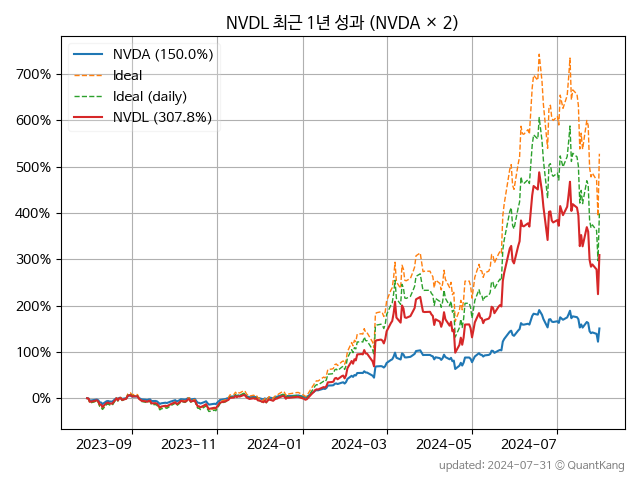 NVDL 최근 1년 성과 (NVDA × 2)
NVDA (150.0%)
Ideal
Ideal (daily)
NVDL (307.8%)
700%
600%
500%
400%
300%
200%
100%
0%
2023-09 2023-11 2024-01 2024-03 2024-05 2024-07
updated: 2024-07-31 © QuantKang